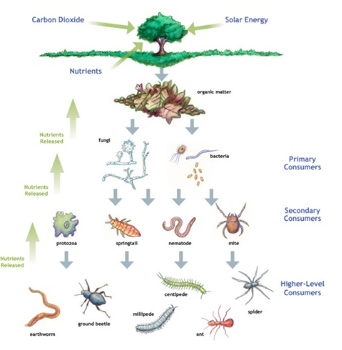 Carbon Dioxide
Solar Energy
Nutrients
organic matter
Nutrients
Released
fungi
bacteria
Primary
Consumers
Nutrients
Released
Secondary
Consumers
protozoa
springtail
nematode
mite
Nutrients
Released
Higher-Level
Consumers
centipede
spider
earthworm
ground beetle
millipede
ant